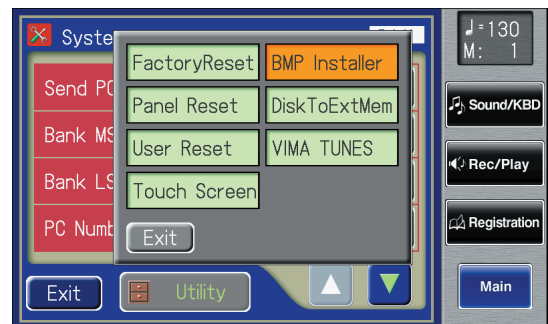 Syste
FactoryReset BMP Installer
Panel Reset DiskToExtMem
User Reset VIMA TUNES
Touch Screen
Exit
Send PC
Bank MS
Bank LS
PC Numb
Exit Utility
♩=130
M: 1
Sound/KBD
Rec/Play
Registration
Main